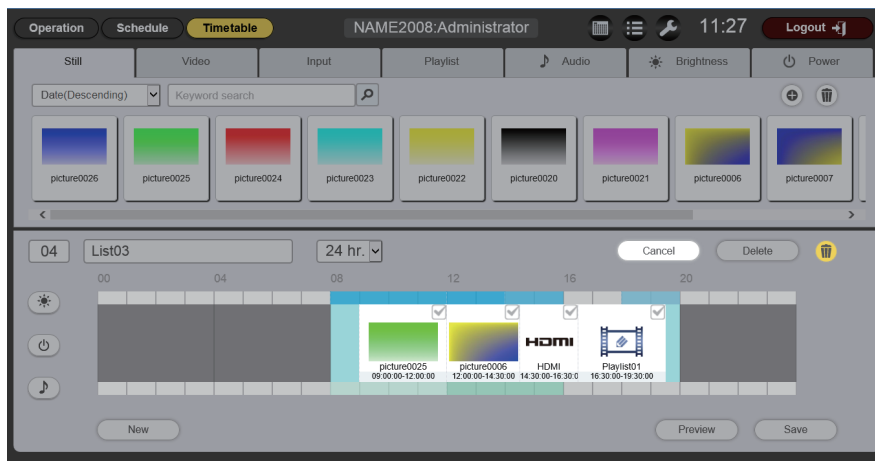 Operation Schedule Timetable NAME2008:Administrator 11:27 Logout
Still Video Input Playlist Audio Brightness Power
Date(Descending) Keyword search
picture0026 picture0025 picture0024 picture0023 picture0022 picture0020 picture0021 picture0006 picture0007
04 List03 24 hr. Cancel Delete
00 04 08 12 16 20
HDMI
picture0025 picture0006 HDMI Playlist01
09:00:00-12:00:00 12:00:00-14:30:00 14:30:00-16:30:0 16:30:00-19:30:00
New Preview Save